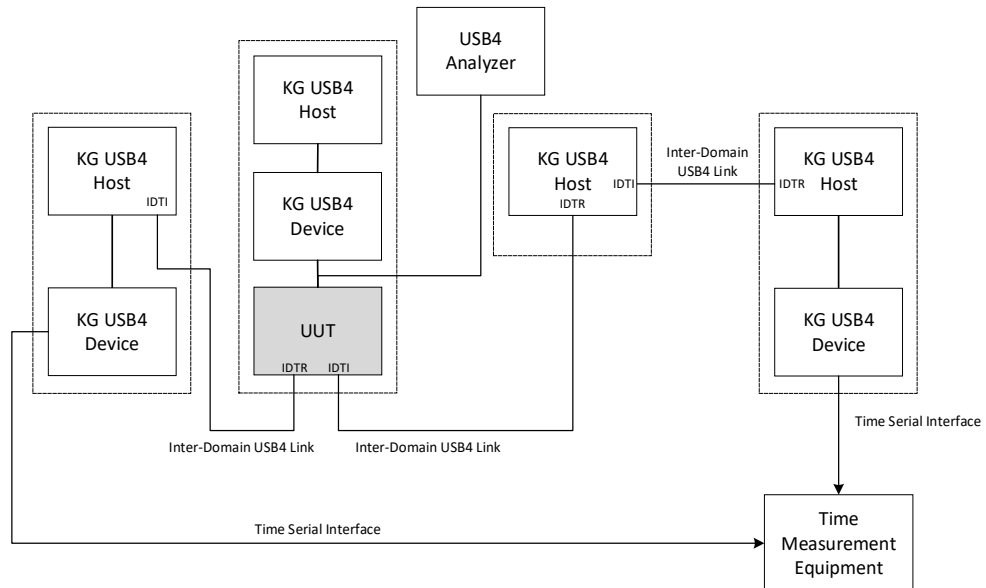 USB4
Analyzer
KG USB4
Host
KG USB4
Device
UUT
IDTR
IDTI
KG USB4
Host
IDTI
KG USB4
Device
KG USB4
Host
IDTI
IDTR
Inter-Domain
USB4 Link
KG USB4
Host
IDTR
KG USB4
Device
Inter-Domain USB4 Link
Inter-Domain USB4 Link
Time Serial Interface
Time Serial Interface
Time
Measurement
Equipment